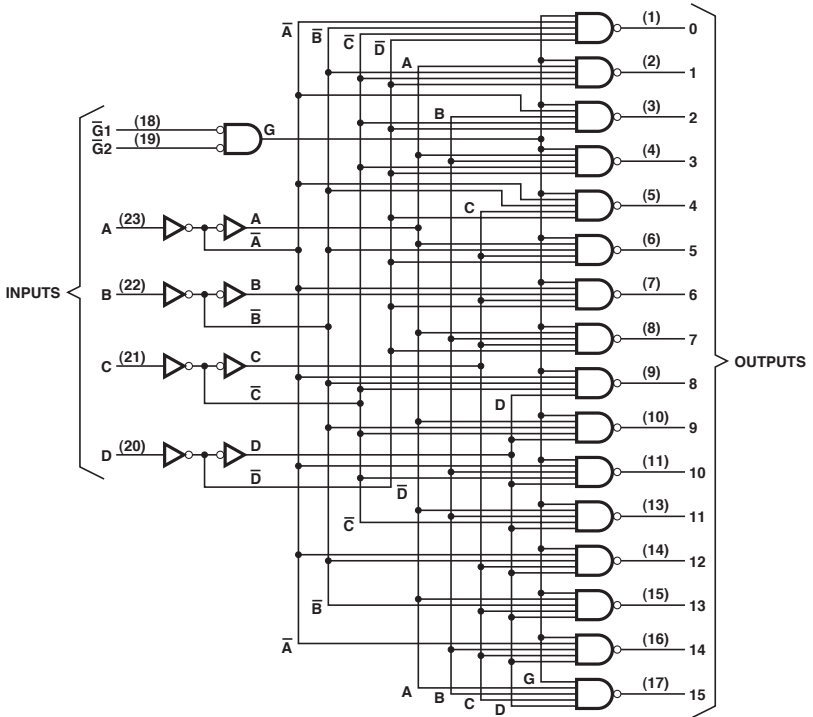 A̅ (1) 0
B̅
C̅
D̅
A (2) 1
B (3) 2
G̅1 (18) G
G̅2 (19)
(4) 3
C (5) 4
A (23) A
A̅
(6) 5
INPUTS
B (22) B (7) 6
B̅
(8) 7
C (21) C OUTPUTS
C̅
(9) 8
D
(10) 9
D (20) D
D̅ D̅
(11) 10
C̅ (13) 11
(14) 12
B̅ (15) 13
A̅ (16) 14
G
A B C D (17) 15